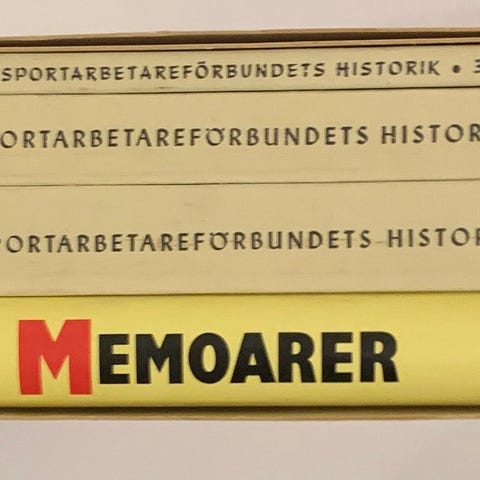 SPORTARBETAREFÖRBUNDETS HISTORIK • 3
ORTARBETAREFÖRBUNDETS HISTOR
PORTARBETAREFÖRBUNDETS HISTOR
MEMOARER